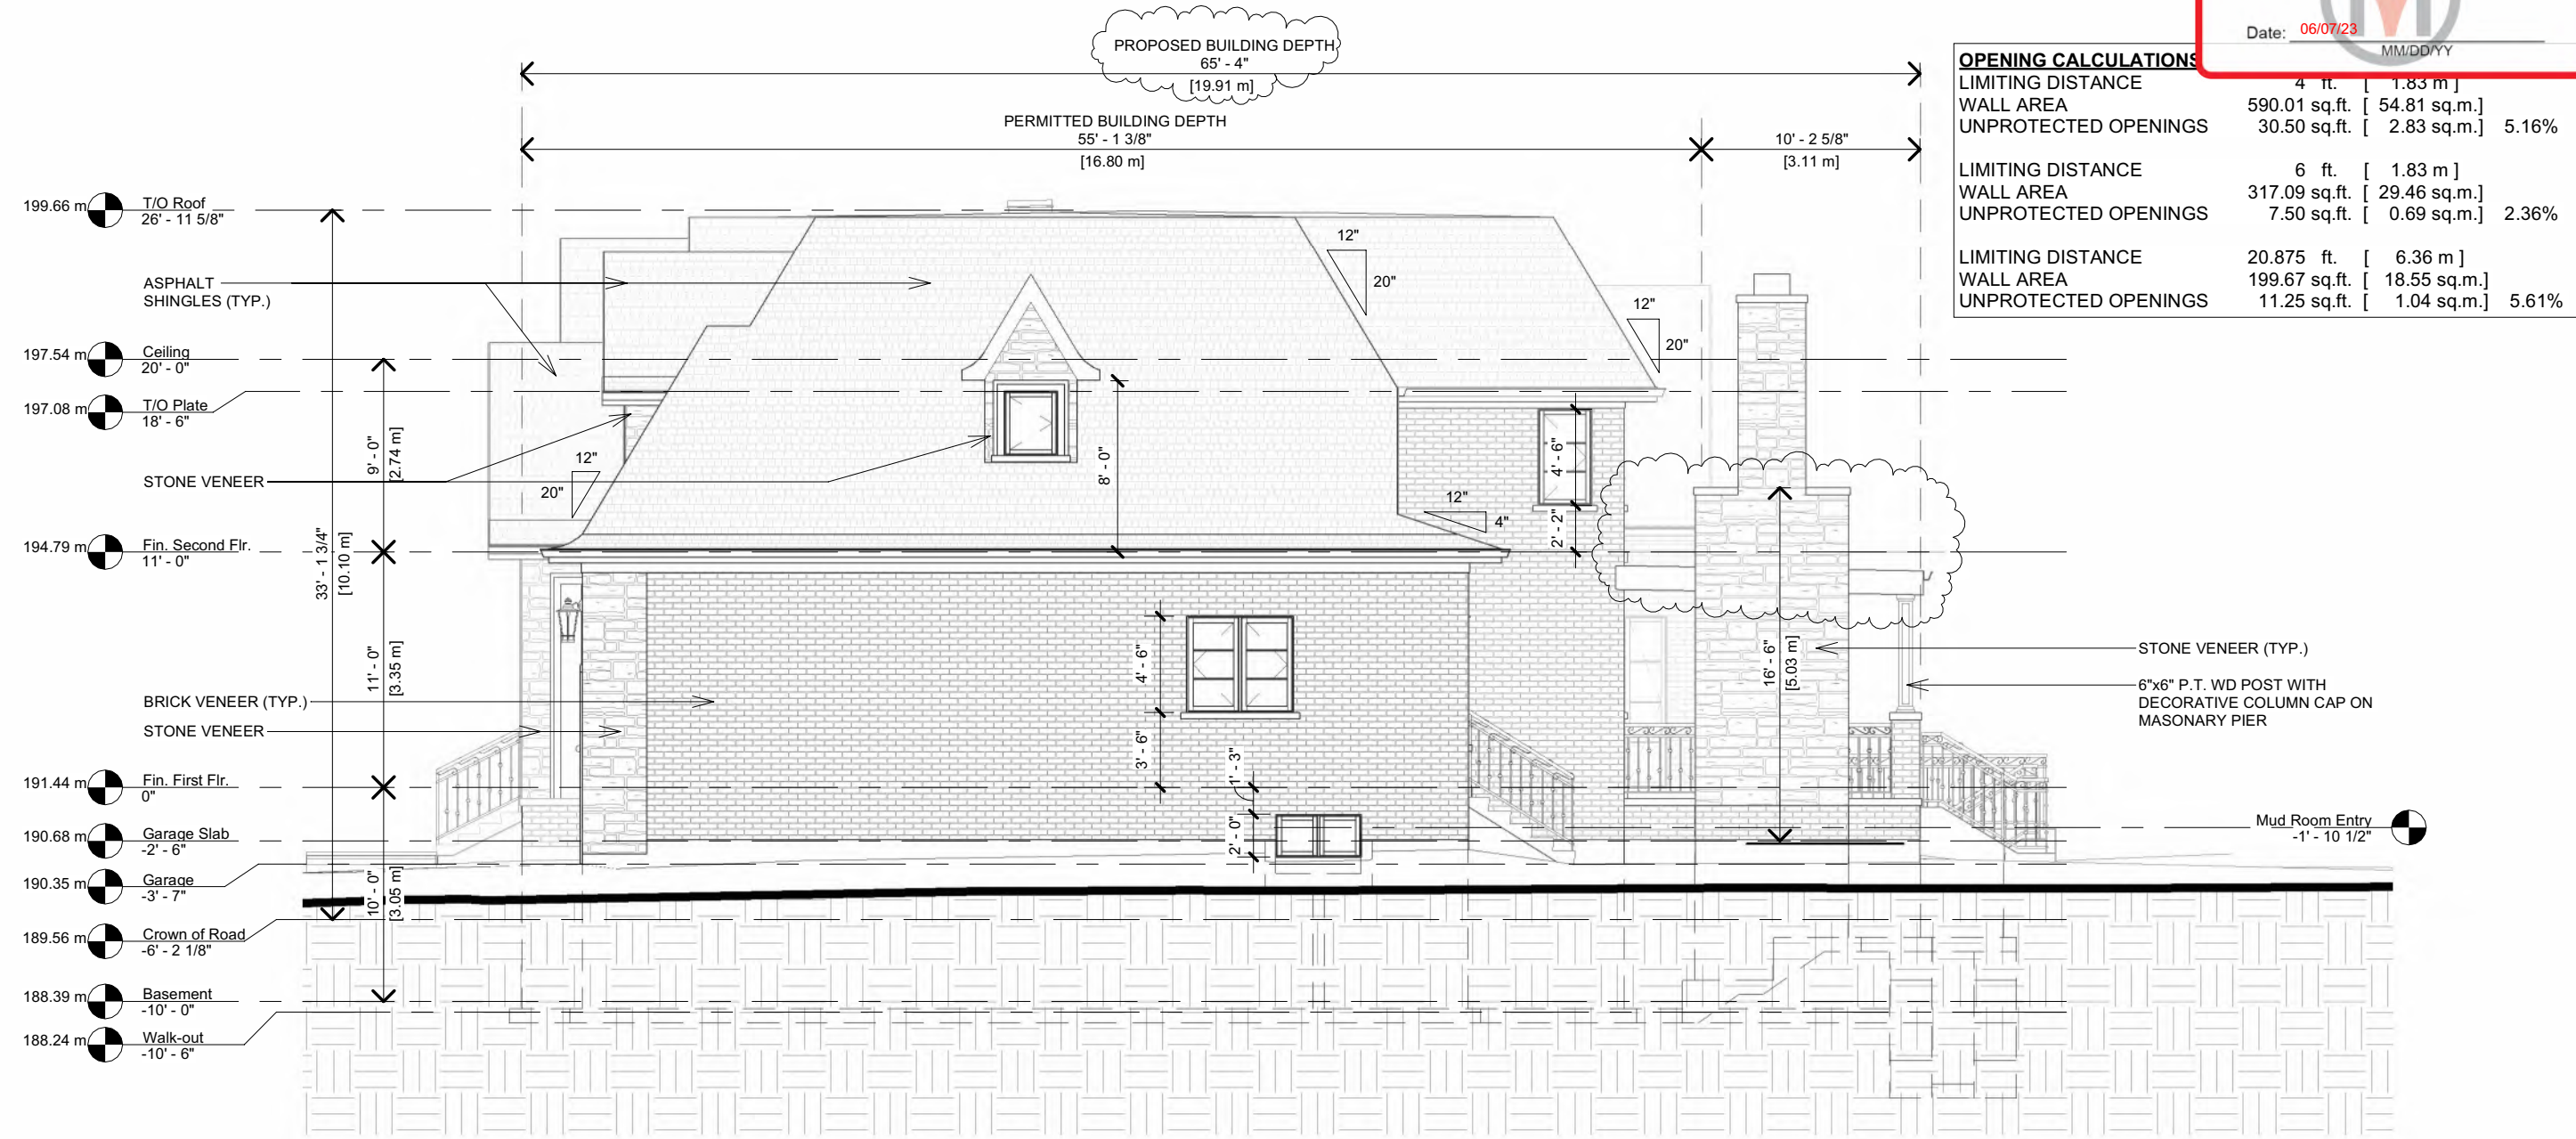 PROPOSED BUILDING DEPTH
65' - 4"
[19.91 m]
PERMITTED BUILDING DEPTH
55' - 1 3/8"
[16.80 m]
10' - 2 5/8"
[3.11 m]
Date: 06/07/23
MM/DD/YY
OPENING CALCULATIONS
LIMITING DISTANCE 4 ft. [ 1.83 m ]
WALL AREA 590.01 sq.ft. [ 54.81 sq.m.]
UNPROTECTED OPENINGS 30.50 sq.ft. [ 2.83 sq.m.] 5.16%
LIMITING DISTANCE 6 ft. [ 1.83 m ]
WALL AREA 317.09 sq.ft. [ 29.46 sq.m.]
UNPROTECTED OPENINGS 7.50 sq.ft. [ 0.69 sq.m.] 2.36%
LIMITING DISTANCE 20.875 ft. [ 6.36 m ]
WALL AREA 199.67 sq.ft. [ 18.55 sq.m.]
UNPROTECTED OPENINGS 11.25 sq.ft. [ 1.04 sq.m.] 5.61%
199.66 m T/O Roof
26' - 11 5/8"
ASPHALT
SHINGLES (TYP.)
197.54 m Ceiling
20' - 0"
197.08 m T/O Plate
18' - 6"
STONE VENEER
194.79 m Fin. Second Flr.
11' - 0"
BRICK VENEER (TYP.)
STONE VENEER
191.44 m Fin. First Flr.
0"
190.68 m Garage Slab
-2' - 6"
190.35 m Garage
-3' - 7"
189.56 m Crown of Road
-6' - 2 1/8"
188.39 m Basement
-10' - 0"
188.24 m Walk-out
-10' - 6"
33' - 1 3/4"
[10.10 m]
9' - 0"
[2.74 m]
11' - 0"
[3.35 m]
10' - 0"
[3.05 m]
12"
20"
12"
20"
12"
20"
12"
4"
8' - 0"
4' - 6"
2' - 2"
4' - 6"
3' - 6"
1' - 3"
2' - 0"
16' - 6"
[5.03 m]
STONE VENEER (TYP.)
6"x6" P.T. WD POST WITH
DECORATIVE COLUMN CAP ON
MASONARY PIER
Mud Room Entry
-1' - 10 1/2"